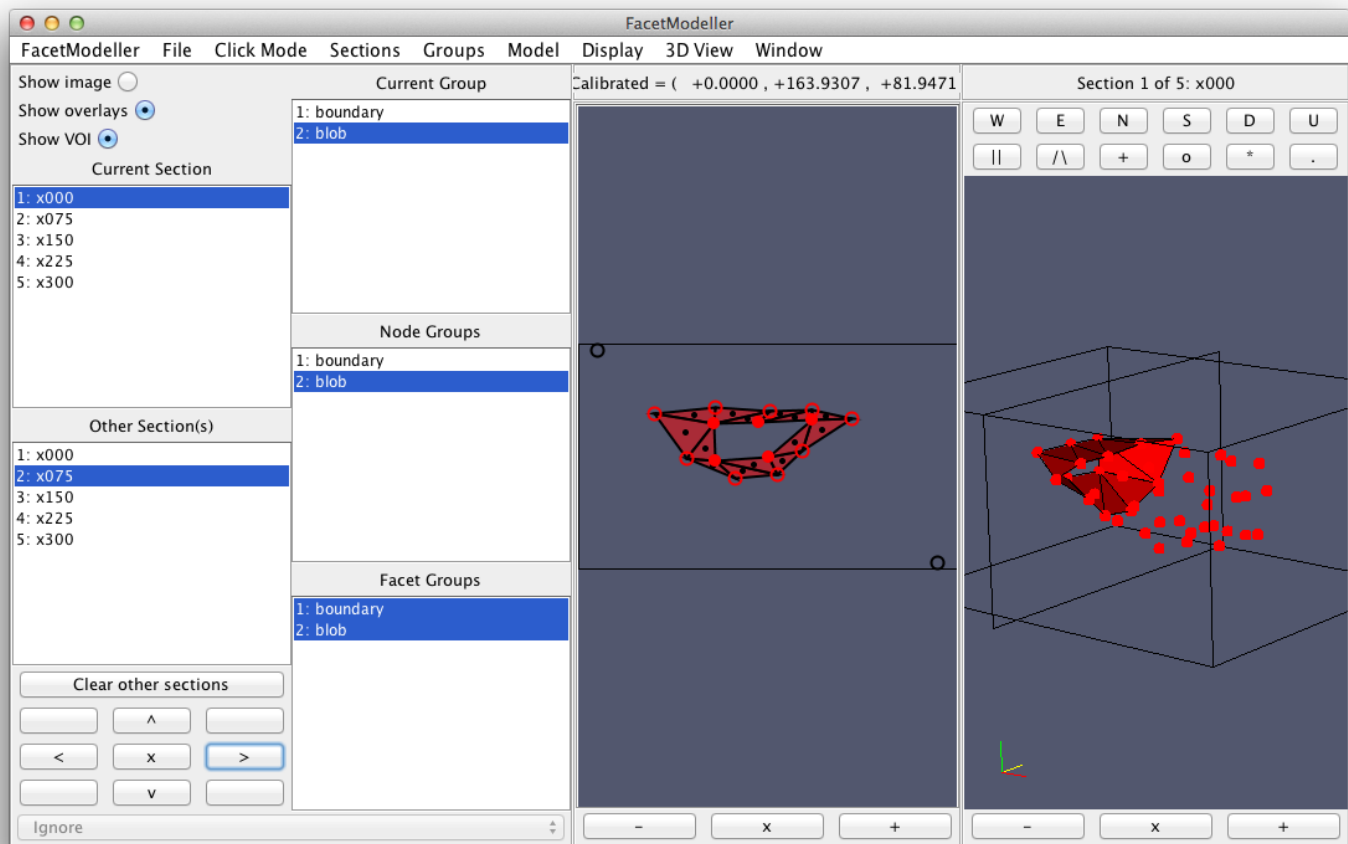 FacetModeller
FacetModeller File Click Mode Sections Groups Model Display 3D View Window
Show image
Show overlays
Show VOI
Current Section
1: x000
2: x075
3: x150
4: x225
5: x300
Other Section(s)
1: x000
2: x075
3: x150
4: x225
5: x300
Clear other sections
^
< x >
v
Ignore
Current Group
1: boundary
2: blob
Node Groups
1: boundary
2: blob
Facet Groups
1: boundary
2: blob
Calibrated = ( +0.0000 , +163.9307 , +81.9471
- x +
Section 1 of 5: x000
W E N S D U
|| /\ + o * .
- x +